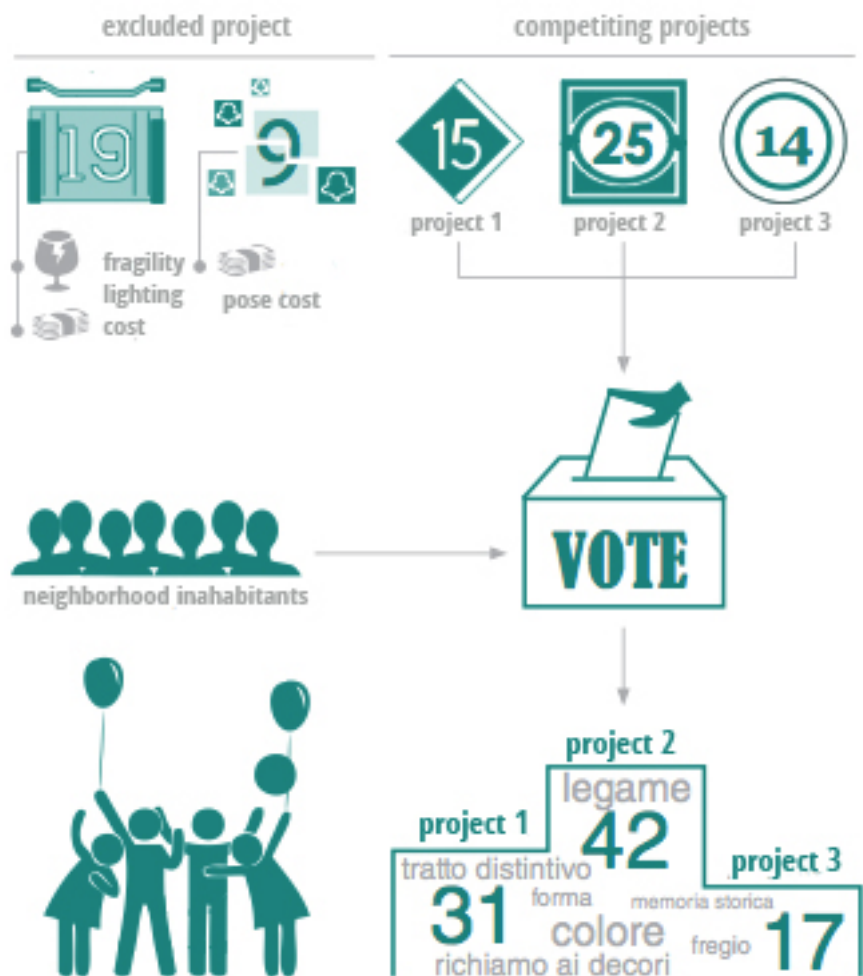 excluded project
competiting projects
19
9
15
25
14
project 1
project 2
project 3
fragility
lighting
cost
pose cost
VOTE
neighborhood inahabitants
project 2
legame
42
project 1
tratto distintivo
31
project 3
forma
memoria storica
colore
fregio
17
richiamo ai decori